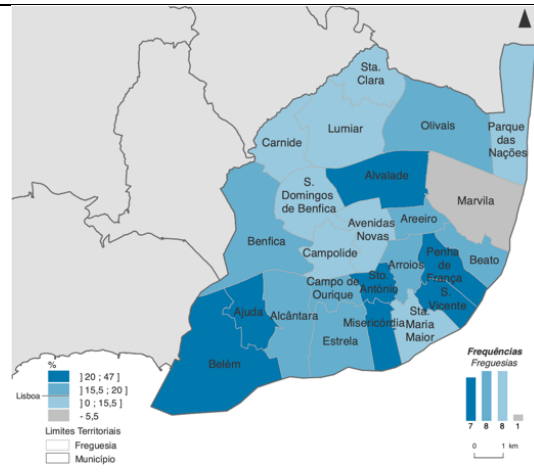 Sta.
Clara
Lumiar
Carnide
Olivais
Parque
das
Nações
Alvalade
S.
Domingos
de Benfica
Marvila
Avenidas
Novas
Areeiro
Benfica
Campolide
Arroios
Penha
de
França
Beato
Campo de
Ourique
Sto.
António
S.
Vicente
Ajuda
Alcântara
Estrela
Misericórdia
Sta.
Maria
Maior
Belém
%
] 20 ; 47 ]
Lisboa
] 15,5 ; 20 ]
] 0 ; 15,5 ]
- 5,5
Limites Territoriais
Freguesia
Município
Frequências
Freguesias
7 8 8 1
0 1 km